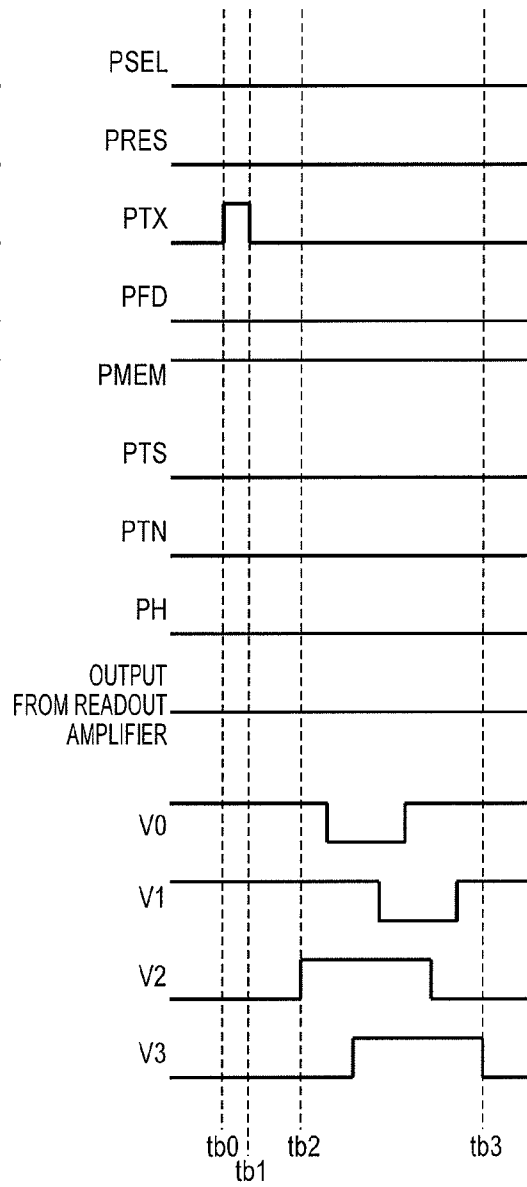 PSEL
PRES
PTX
PFD
PMEM
PTS
PTN
PH
OUTPUT
FROM READOUT
AMPLIFIER
V0
V1
V2
V3
tb0
tb1
tb2
tb3